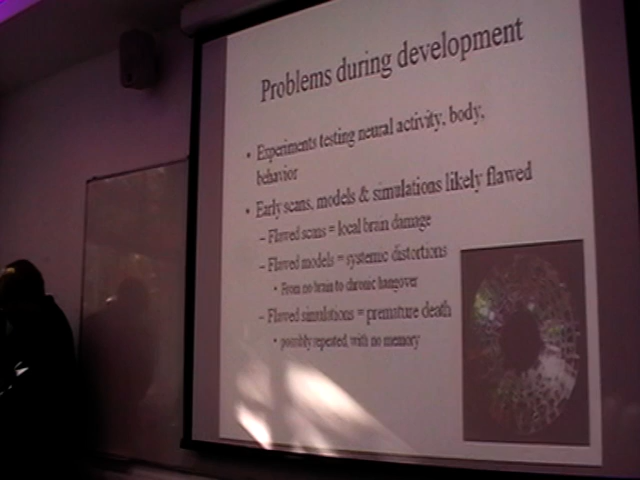 Problems during development
• Experiments testing neural activity, body,
behavior
• Early scans, models & simulations likely flawed
– Flawed scans = local brain damage
– Flawed models = systemic distortions
• From no brain to chronic hangover
– Flawed simulations = premature death
• possibly repeated, with no memory